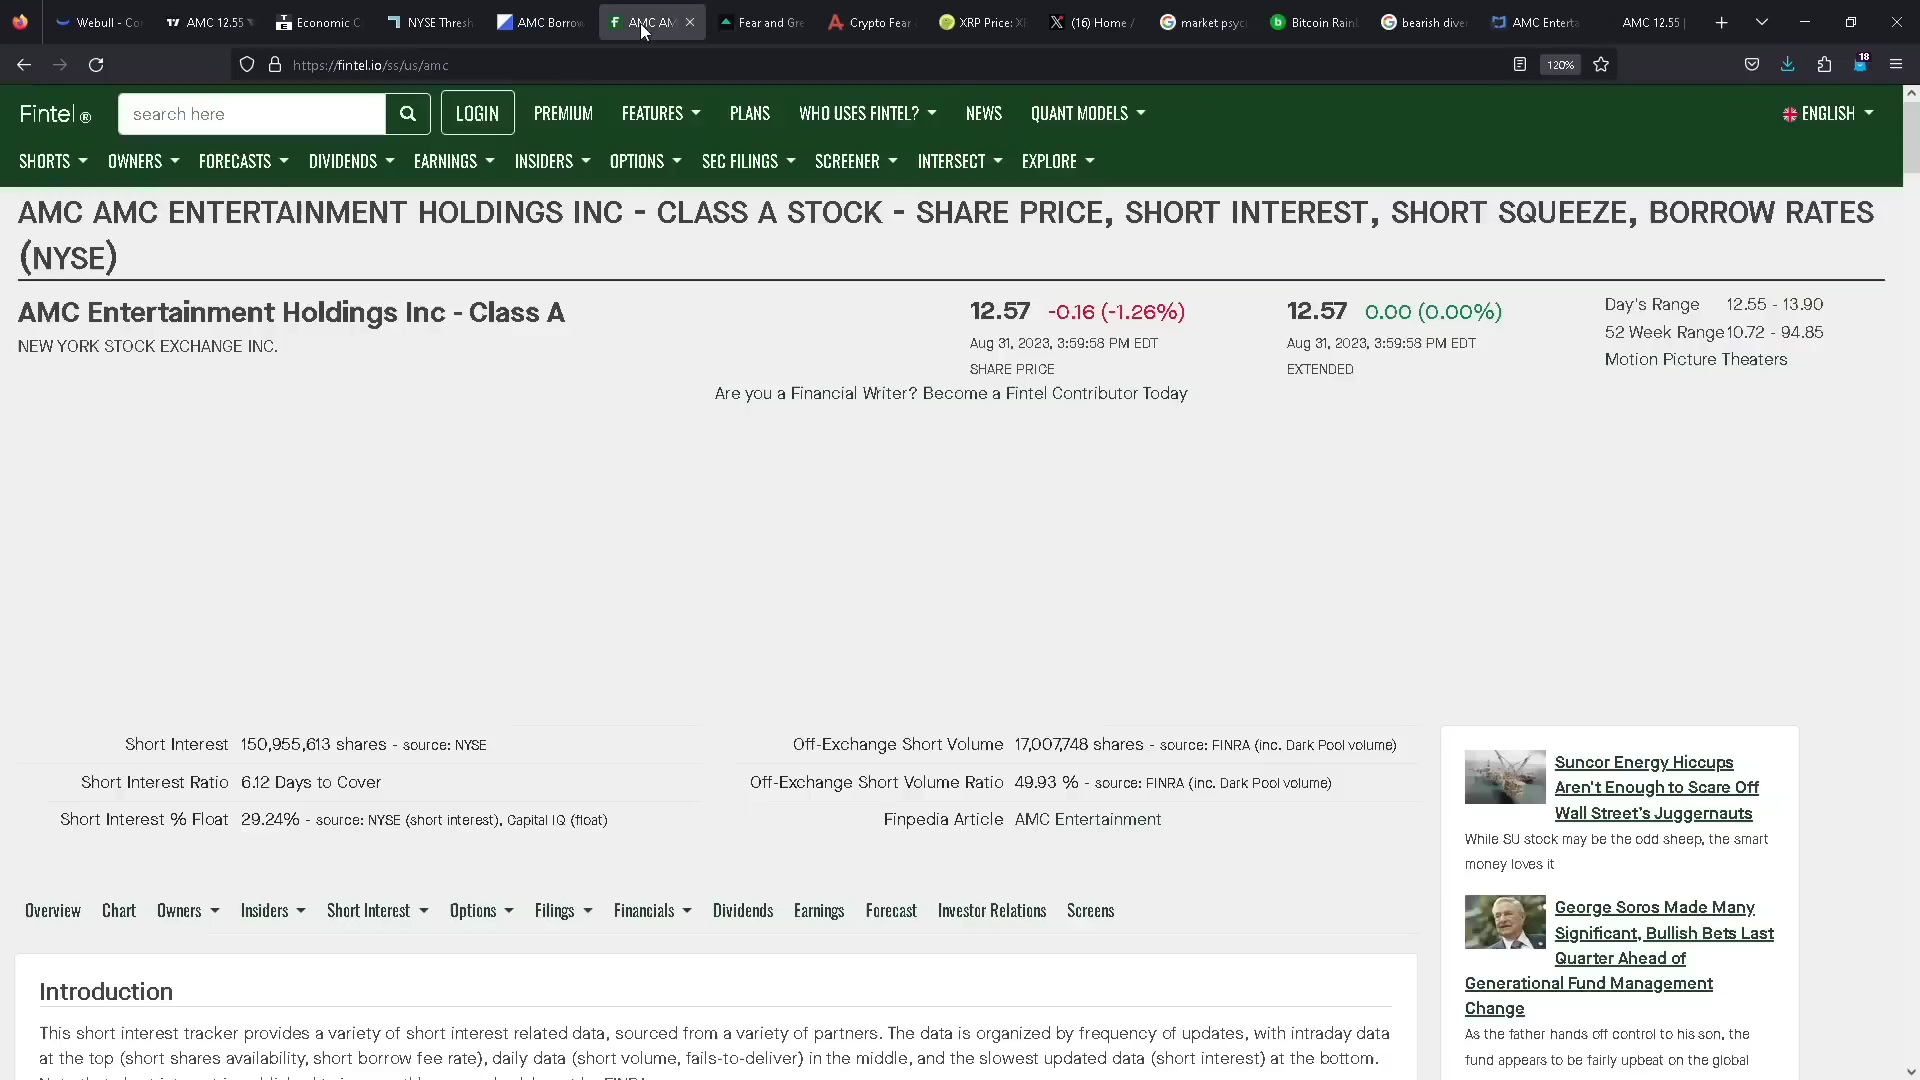 Webull - Co
AMC 12.55
Economic C
NYSE Thresh
AMC Borrow
AMC AM
Fear and Gre
Crypto Fear
XRP Price: XR
(16) Home /
market psyc
Bitcoin Rain
bearish dive
AMC Enterta
AMC 12.55 |
https://fintel.io/ss/us/amc
120%
18
Fintel ®
search here
LOGIN
PREMIUM
FEATURES
PLANS
WHO USES FINTEL?
NEWS
QUANT MODELS
ENGLISH
SHORTS
OWNERS
FORECASTS
DIVIDENDS
EARNINGS
INSIDERS
OPTIONS
SEC FILINGS
SCREENER
INTERSECT
EXPLORE
AMC AMC ENTERTAINMENT HOLDINGS INC - CLASS A STOCK - SHARE PRICE, SHORT INTEREST, SHORT SQUEEZE, BORROW RATES
(NYSE)
AMC Entertainment Holdings Inc - Class A
NEW YORK STOCK EXCHANGE INC.
12.57 -0.16 (-1.26%)
Aug 31, 2023, 3:59:58 PM EDT
SHARE PRICE
12.57 0.00 (0.00%)
Aug 31, 2023, 3:59:58 PM EDT
EXTENDED
Day's Range 12.55 - 13.90
52 Week Range 10.72 - 94.85
Motion Picture Theaters
Are you a Financial Writer? Become a Fintel Contributor Today
Short Interest 150,955,613 shares - source: NYSE
Short Interest Ratio 6.12 Days to Cover
Short Interest % Float 29.24% - source: NYSE (short interest), Capital IQ (float)
Off-Exchange Short Volume 17,007,748 shares - source: FINRA (inc. Dark Pool volume)
Off-Exchange Short Volume Ratio 49.93 % - source: FINRA (inc. Dark Pool volume)
Finpedia Article AMC Entertainment
Suncor Energy Hiccups
Aren't Enough to Scare Off
Wall Street's Juggernauts
While SU stock may be the odd sheep, the smart
money loves it
George Soros Made Many
Significant, Bullish Bets Last
Quarter Ahead of
Generational Fund Management
Change
As the father hands off control to his son, the
fund appears to be fairly upbeat on the global
Overview
Chart
Owners
Insiders
Short Interest
Options
Filings
Financials
Dividends
Earnings
Forecast
Investor Relations
Screens
Introduction
This short interest tracker provides a variety of short interest related data, sourced from a variety of partners. The data is organized by frequency of updates, with intraday data
at the top (short shares availability, short borrow fee rate), daily data (short volume, fails-to-deliver) in the middle, and the slowest updated data (short interest) at the bottom.